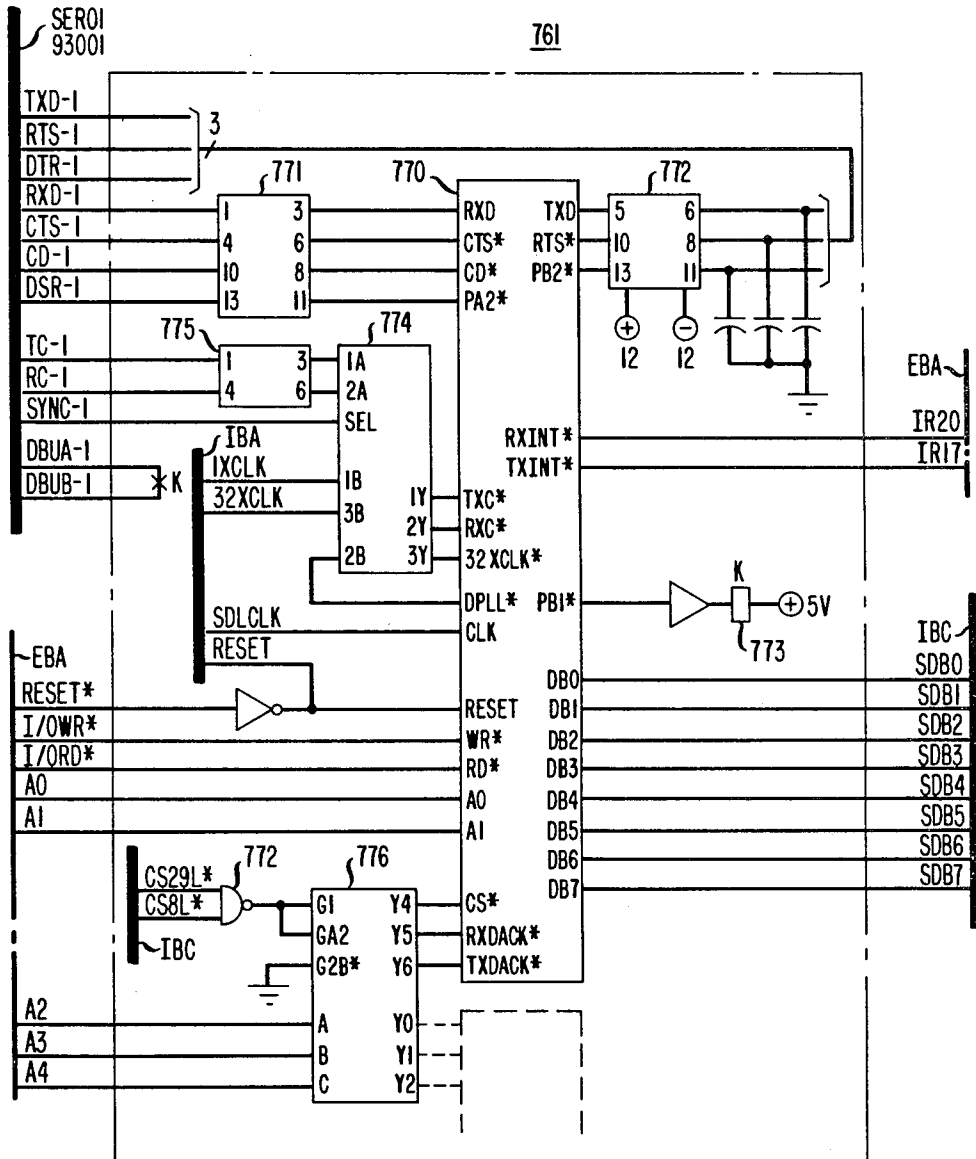 SER01
93001
761
TXD-1
RTS-1
DTR-1
RXD-1
CTS-1
CD-1
DSR-1
3
771
1 3
4 6
10 8
13 11
770
RXD TXD
CTS* RTS*
CD* PB2*
PA2*
772
5 6
10 8
13 11
+ -
12 12
TC-1
RC-1
SYNC-1
DBUA-1
DBUB-1
K
775
1 3
4 6
774
1A
2A
SEL
1B
3B
2B
1Y
2Y
3Y
IBA
1XCLK
32XCLK
SDLCLK
RESET
TXC*
RXC*
32XCLK*
DPLL*
CLK
RXINT*
TXINT*
EBA
IR20
IR17
PB1*
K
+ 5V
773
EBA
RESET*
I/OWR*
I/ORD*
A0
A1
RESET
WR*
RD*
A0
A1
DB0
DB1
DB2
DB3
DB4
DB5
DB6
DB7
IBC
SDB0
SDB1
SDB2
SDB3
SDB4
SDB5
SDB6
SDB7
CS29L*
CS8L*
IBC
772
776
G1 Y4
GA2 Y5
G2B* Y6
A Y0
B Y1
C Y2
CS*
RXDACK*
TXDACK*
A2
A3
A4